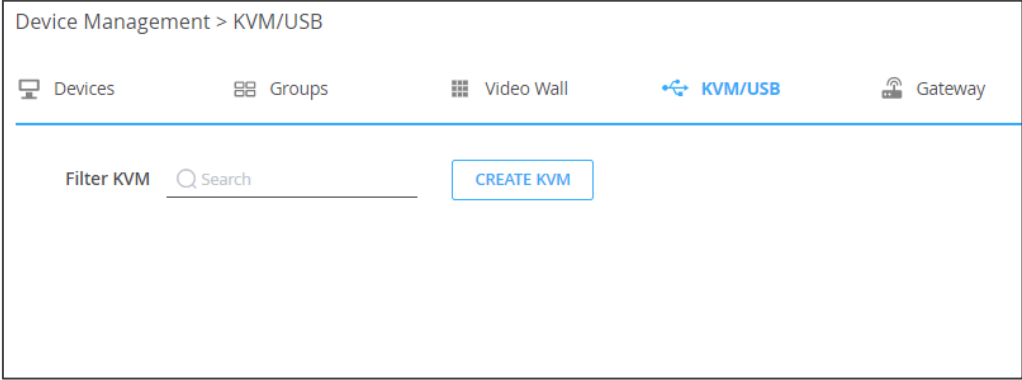 Device Management > KVM/USB
Devices Groups Video Wall KVM/USB Gateway
Filter KVM Search CREATE KVM